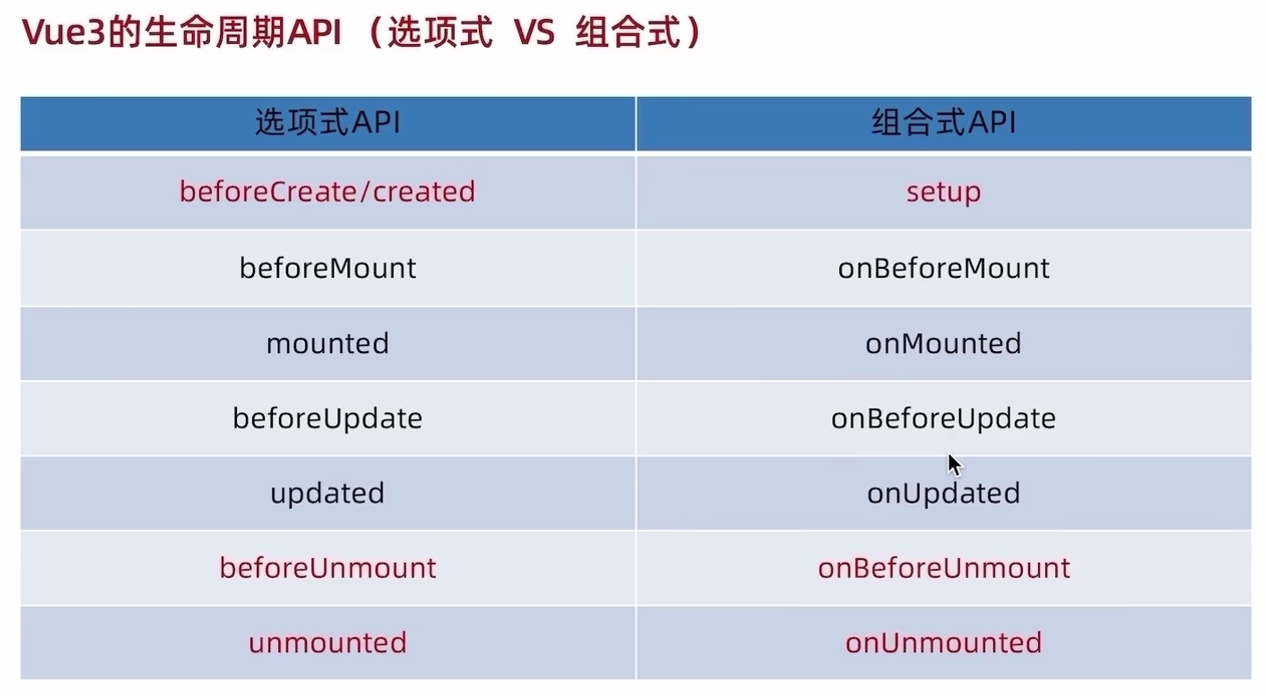 Vue3的生命周期API （选项式 VS 组合式）
选项式API 组合式API
beforeCreate/created setup
beforeMount onBeforeMount
mounted onMounted
beforeUpdate onBeforeUpdate
updated onUpdated
beforeUnmount onBeforeUnmount
unmounted onUnmounted